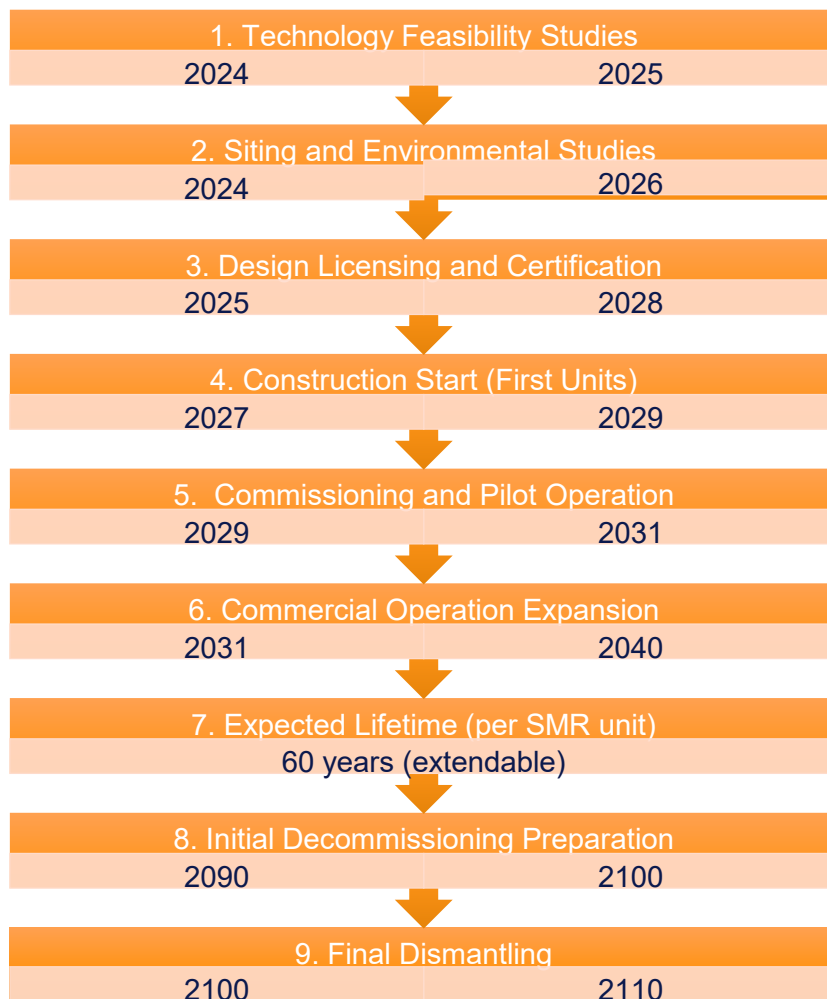 1. Technology Feasibility Studies
2024 2025
2. Siting and Environmental Studies
2024 2026
3. Design Licensing and Certification
2025 2028
4. Construction Start (First Units)
2027 2029
5. Commissioning and Pilot Operation
2029 2031
6. Commercial Operation Expansion
2031 2040
7. Expected Lifetime (per SMR unit)
60 years (extendable)
8. Initial Decommissioning Preparation
2090 2100
9. Final Dismantling
2100 2110